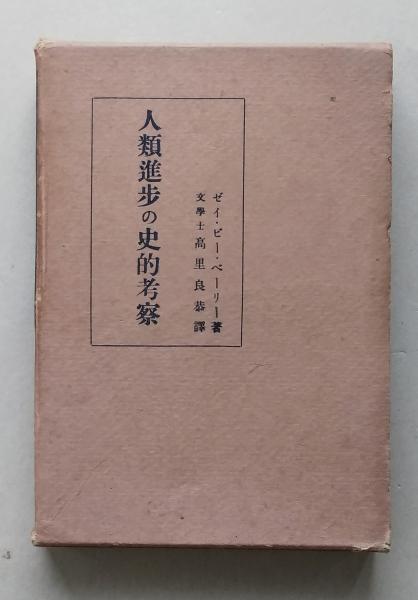 人類進步の史的考察
ゼイ・ビー・ベーリー著
文學士 高里良恭譯